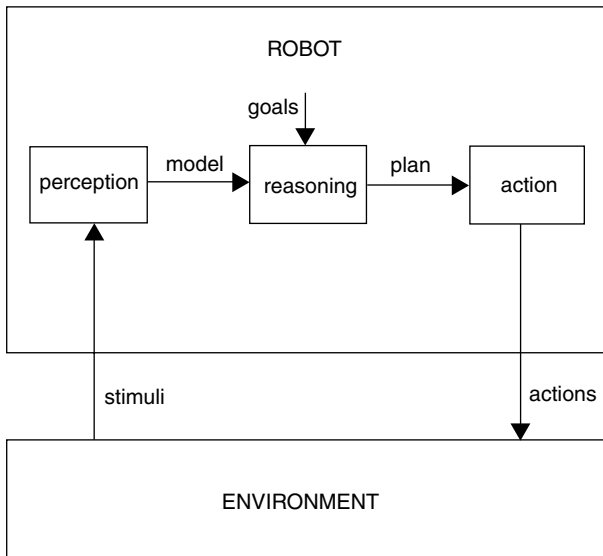 ROBOT
goals
model
plan
perception
reasoning
action
stimuli
actions
ENVIRONMENT